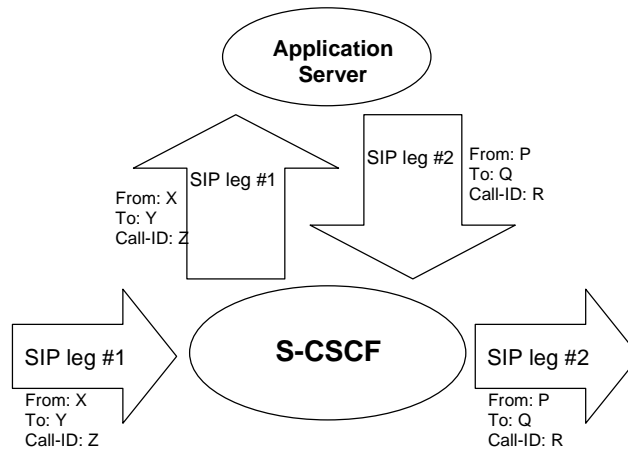 Application
Server
SIP leg #1
From: X
To: Y
Call-ID: Z
SIP leg #2
From: P
To: Q
Call-ID: R
SIP leg #1
From: X
To: Y
Call-ID: Z
S-CSCF
SIP leg #2
From: P
To: Q
Call-ID: R